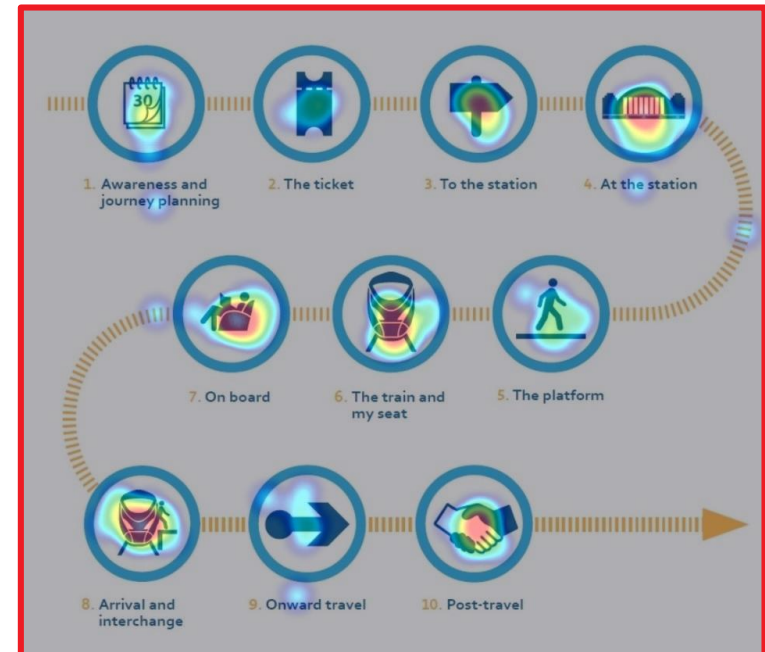 30
1. Awareness and
journey planning
2. The ticket
3. To the station
4. At the station
7. On board
6. The train and
my seat
5. The platform
8. Arrival and
interchange
9. Onward travel
10. Post-travel